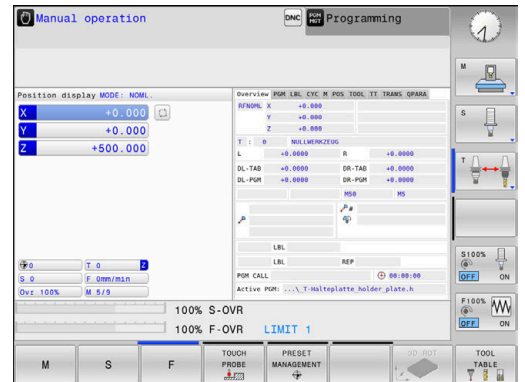 Manual operation
DNC
PGM MGT
Programming
Position display MODE: NOML.
X +0.000
Y +0.000
Z +500.000
0 T 0 Z
S 0 F 0mm/min
Ovr 100% M 5/9
Overview PGM LBL CYC M POS TOOL TT TRANS QPARA
RFNOML X +0.000
Y +0.000
Z +0.000
T : 0 NULLWERKZEUG
L +0.0000 R +0.0000
DL-TAB +0.0000 DR-TAB +0.0000
DL-PGM +0.0000 DR-PGM +0.0000
M50 M5
LBL
LBL REP
PGM CALL 00:00:00
Active PGM: ...\_T-Halteplatte_holder_plate.h
100% S-OVR
100% F-OVR LIMIT 1
M
S
T
S100%
OFF ON
F100%
OFF ON
M
S
F
TOUCH PROBE
PRESET MANAGEMENT
3D ROT
TOOL TABLE